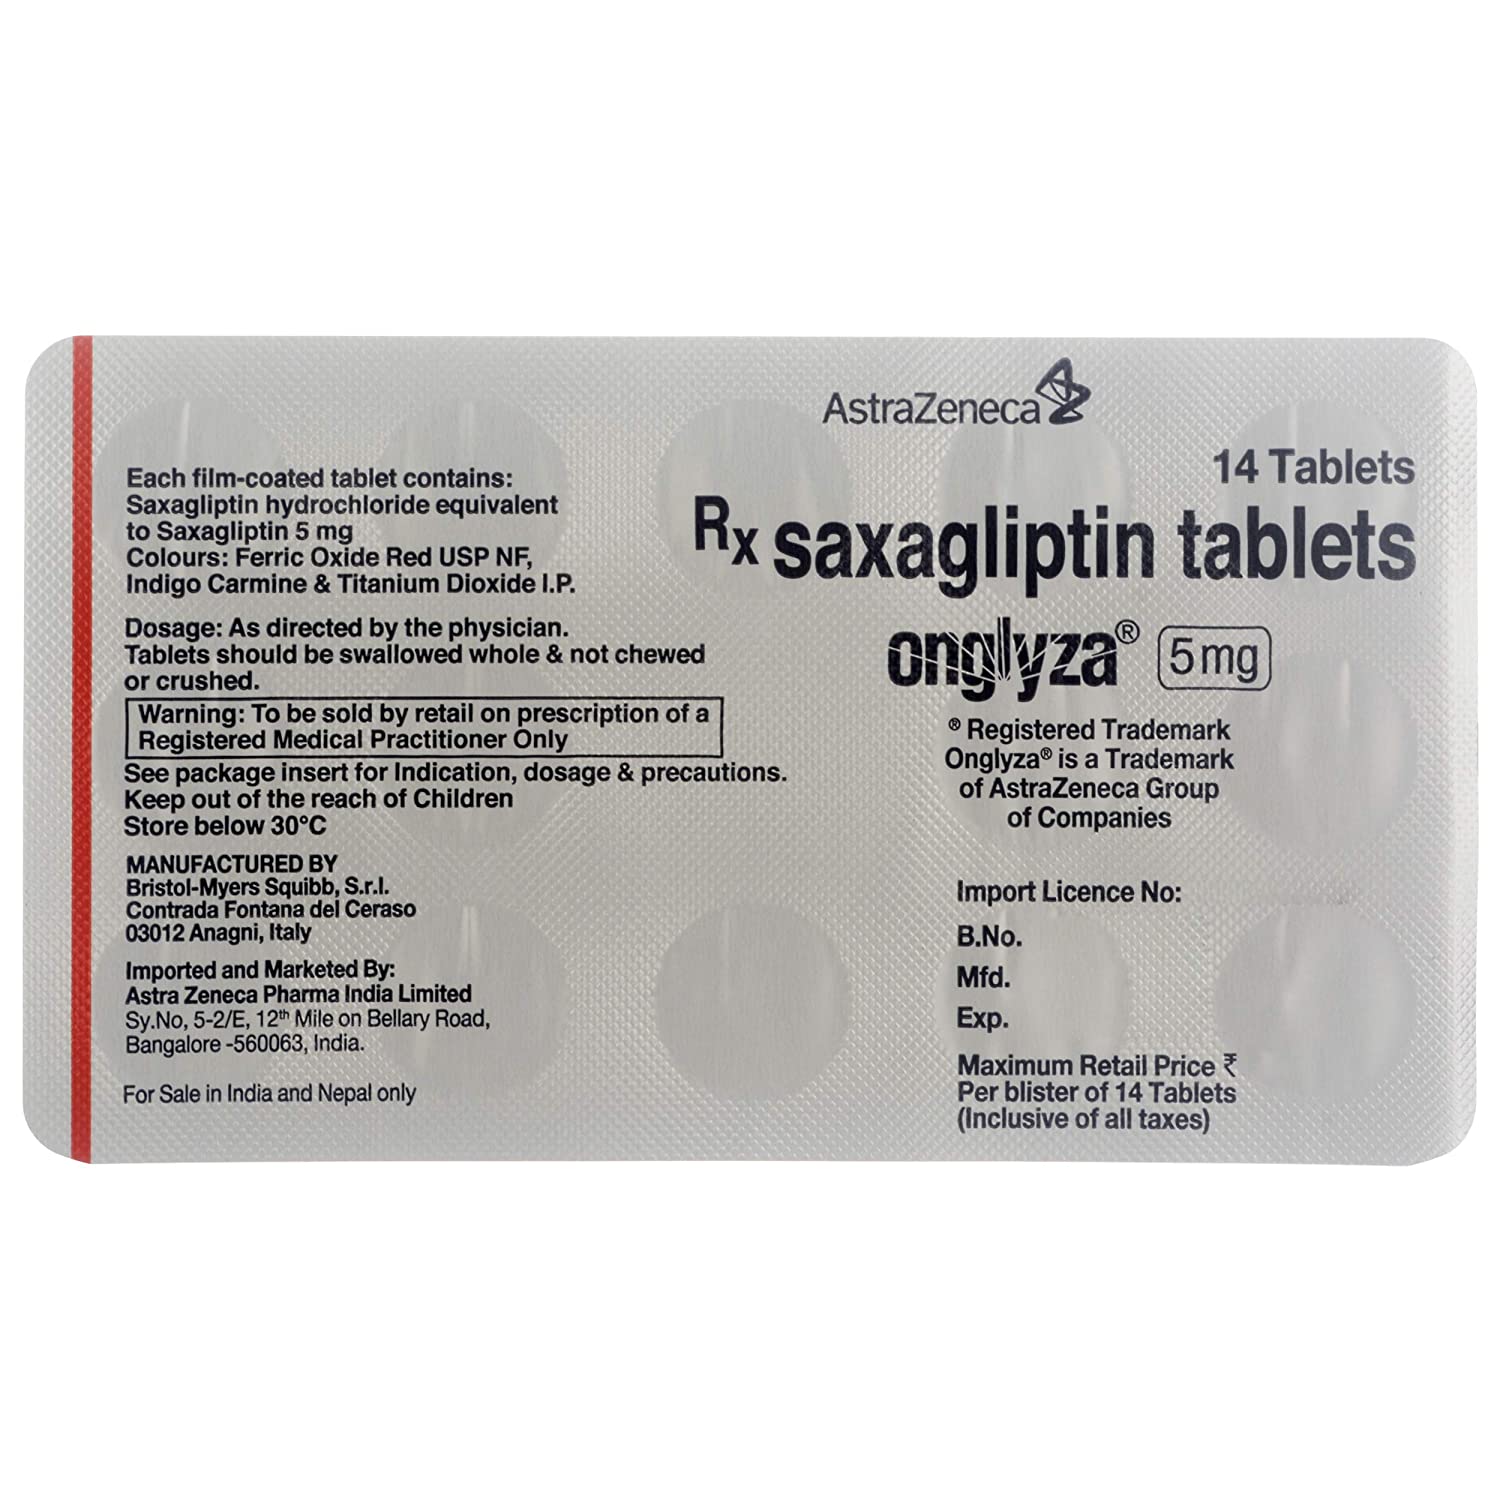 AstraZeneca
14 Tablets
Rx saxagliptin tablets
onglyza® 5 mg
® Registered Trademark
Onglyza® is a Trademark
of AstraZeneca Group
of Companies
Import Licence No:
B.No.
Mfd.
Exp.
Maximum Retail Price ₹
Per blister of 14 Tablets
(Inclusive of all taxes)
Each film-coated tablet contains:
Saxagliptin hydrochloride equivalent
to Saxagliptin 5 mg
Colours: Ferric Oxide Red USP NF,
Indigo Carmine & Titanium Dioxide I.P.
Dosage: As directed by the physician.
Tablets should be swallowed whole & not chewed
or crushed.
Warning: To be sold by retail on prescription of a
Registered Medical Practitioner Only
See package insert for Indication, dosage & precautions.
Keep out of the reach of Children
Store below 30°C
MANUFACTURED BY
Bristol-Myers Squibb, S.r.l.
Contrada Fontana del Ceraso
03012 Anagni, Italy
Imported and Marketed By:
Astra Zeneca Pharma India Limited
Sy.No, 5-2/E, 12th Mile on Bellary Road,
Bangalore -560063, India.
For Sale in India and Nepal only